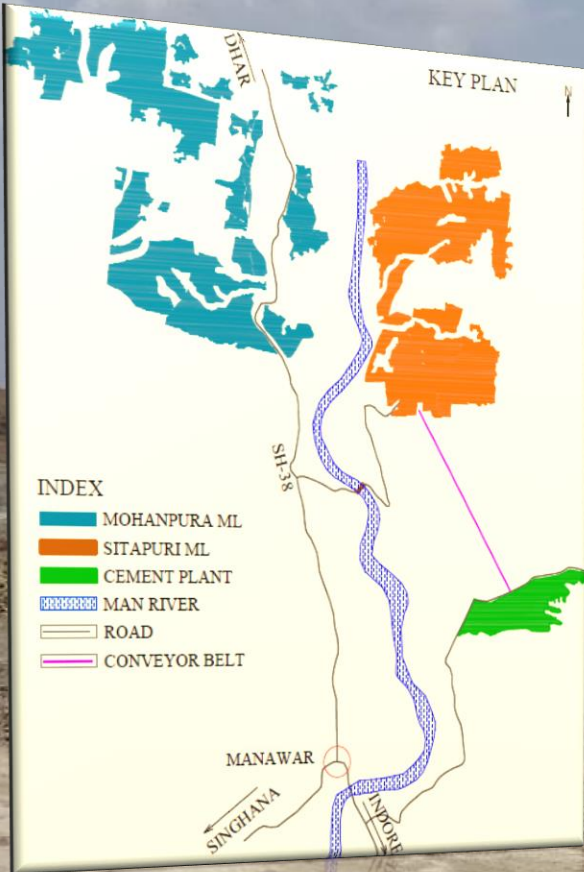 DHAR
KEY PLAN
N
SH-38
INDEX
MOHANPURA ML
SITAPURI ML
CEMENT PLANT
MAN RIVER
ROAD
CONVEYOR BELT
MANAWAR
SINGHANA
INDORE